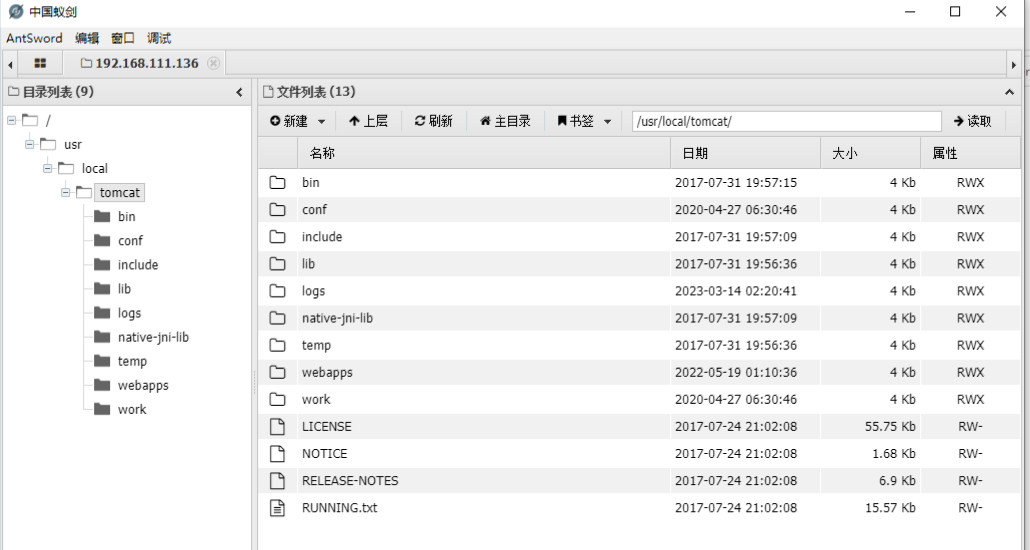 中国蚁剑
AntSword 编辑 窗口 调试
192.168.111.136
目录列表 (9)
/
usr
local
tomcat
bin
conf
include
lib
logs
native-jni-lib
temp
webapps
work
文件列表 (13)
新建 上层 刷新 主目录 书签 /usr/local/tomcat/ 读取
名称 日期 大小 属性
bin 2017-07-31 19:57:15 4 Kb RWX
conf 2020-04-27 06:30:46 4 Kb RWX
include 2017-07-31 19:57:09 4 Kb RWX
lib 2017-07-31 19:56:36 4 Kb RWX
logs 2023-03-14 02:20:41 4 Kb RWX
native-jni-lib 2017-07-31 19:57:09 4 Kb RWX
temp 2017-07-31 19:56:36 4 Kb RWX
webapps 2022-05-19 01:10:36 4 Kb RWX
work 2020-04-27 06:30:46 4 Kb RWX
LICENSE 2017-07-24 21:02:08 55.75 Kb RW-
NOTICE 2017-07-24 21:02:08 1.68 Kb RW-
RELEASE-NOTES 2017-07-24 21:02:08 6.9 Kb RW-
RUNNING.txt 2017-07-24 21:02:08 15.57 Kb RW-